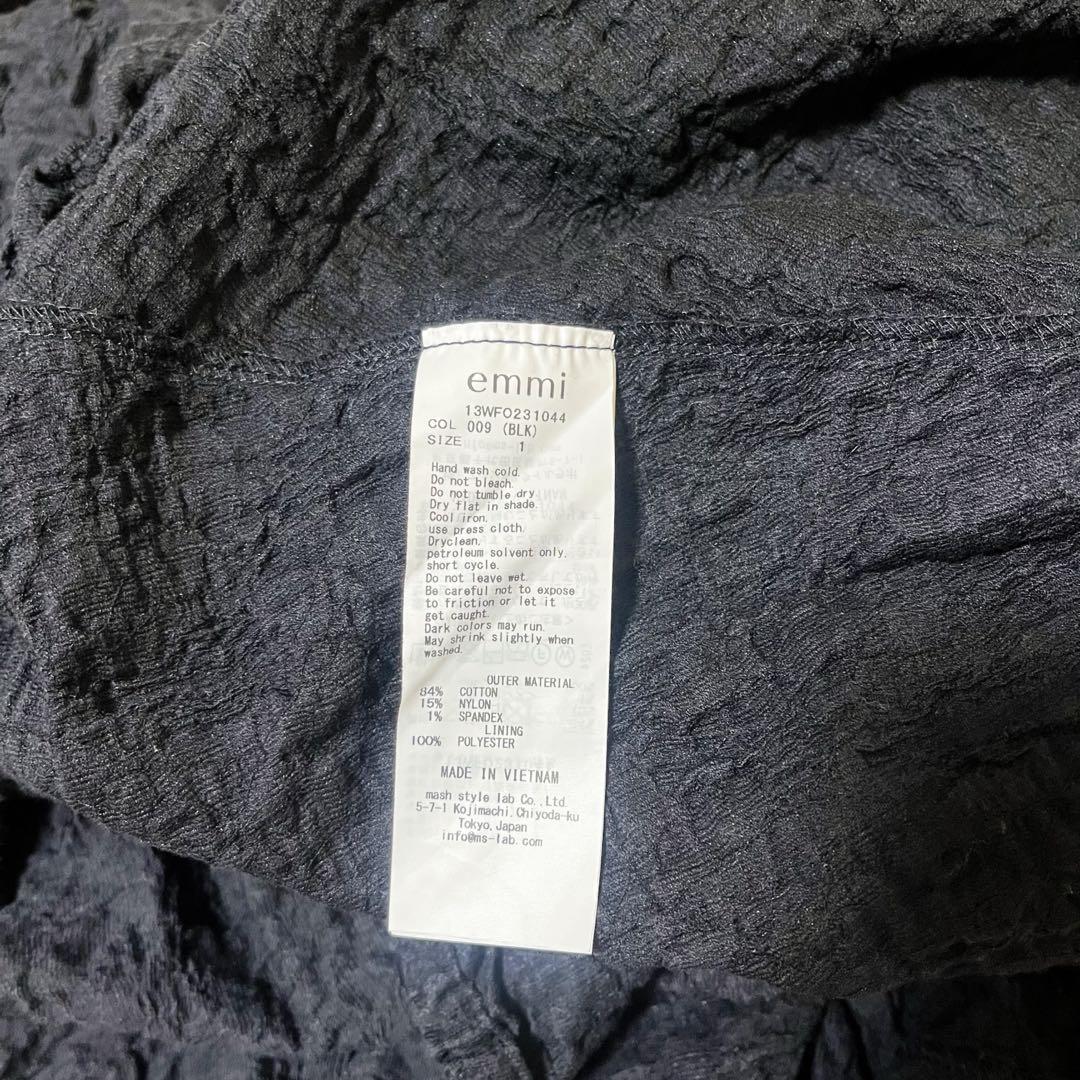 emmi
13WFO231044
COL 009 (BLK)
SIZE 1
Hand wash cold.
Do not bleach.
Do not tumble dry.
Dry flat in shade.
Cool iron.
use press cloth.
Dryclean.
petroleum solvent only.
short cycle.
Do not leave wet.
Be careful not to expose
to friction or let it
get caught.
Dark colors may run.
May shrink slightly when
washed.
OUTER MATERIAL
84% COTTON
15% NYLON
1% SPANDEX
LINING
100% POLYESTER
MADE IN VIETNAM
mash style lab Co.,Ltd.
5-7-1 Kojimachi.Chiyoda-ku
Tokyo,Japan
info@ms-lab.com